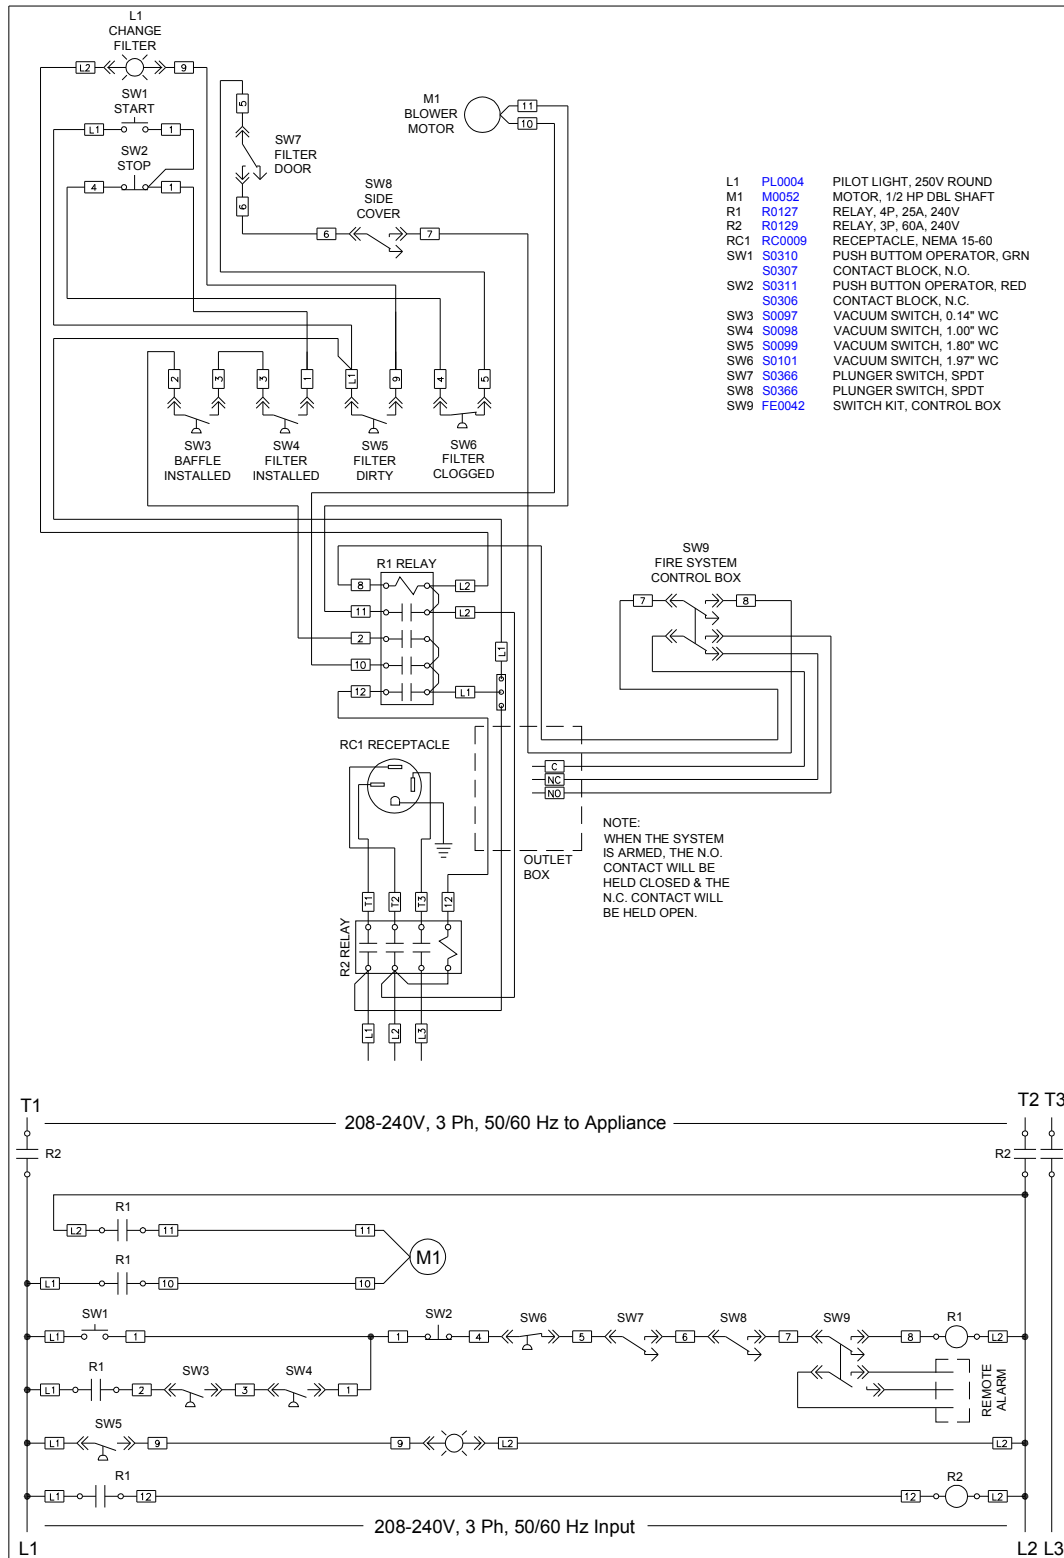 L1
CHANGE
FILTER
L2 9
SW1
START
L1 1
SW2
STOP
4 1
5
SW7
FILTER
DOOR
6
M1
BLOWER
MOTOR
11
10
SW8
SIDE
COVER
6 7
L1 PL0004 PILOT LIGHT, 250V ROUND
M1 M0052 MOTOR, 1/2 HP DBL SHAFT
R1 R0127 RELAY, 4P, 25A, 240V
R2 R0129 RELAY, 3P, 60A, 240V
RC1 RC0009 RECEPTACLE, NEMA 15-60
SW1 S0310 PUSH BUTTOM OPERATOR, GRN
S0307 CONTACT BLOCK, N.O.
SW2 S0311 PUSH BUTTON OPERATOR, RED
S0306 CONTACT BLOCK, N.C.
SW3 S0097 VACUUM SWITCH, 0.14" WC
SW4 S0098 VACUUM SWITCH, 1.00" WC
SW5 S0099 VACUUM SWITCH, 1.80" WC
SW6 S0101 VACUUM SWITCH, 1.97" WC
SW7 S0366 PLUNGER SWITCH, SPDT
SW8 S0366 PLUNGER SWITCH, SPDT
SW9 FE0042 SWITCH KIT, CONTROL BOX
2 3 3 1 L1 9 4 5
SW3
BAFFLE
INSTALLED
SW4
FILTER
INSTALLED
SW5
FILTER
DIRTY
SW6
FILTER
CLOGGED
R1 RELAY
8 L2
11 L2
2
10
12 L1
L1
SW9
FIRE SYSTEM
CONTROL BOX
7 8
RC1 RECEPTACLE
C
NC
NO
OUTLET
BOX
NOTE:
WHEN THE SYSTEM
IS ARMED, THE N.O.
CONTACT WILL BE
HELD CLOSED & THE
N.C. CONTACT WILL
BE HELD OPEN.
T1 T2 T3 12
R2 RELAY
L1 L2 L3
T1 T2 T3
208-240V, 3 Ph, 50/60 Hz to Appliance
R2 R2
R1
L2 11 11
M1
R1
L1 10 10
SW1 SW2 SW6 SW7 SW8 SW9 R1
L1 1 1 4 5 6 7 8 L2
R1 SW3 SW4
L1 2 3 1
REMOTE
ALARM
SW5
L1 9 9 L2 L2
R1 R2
L1 12 12 L2
208-240V, 3 Ph, 50/60 Hz Input
L1 L2 L3